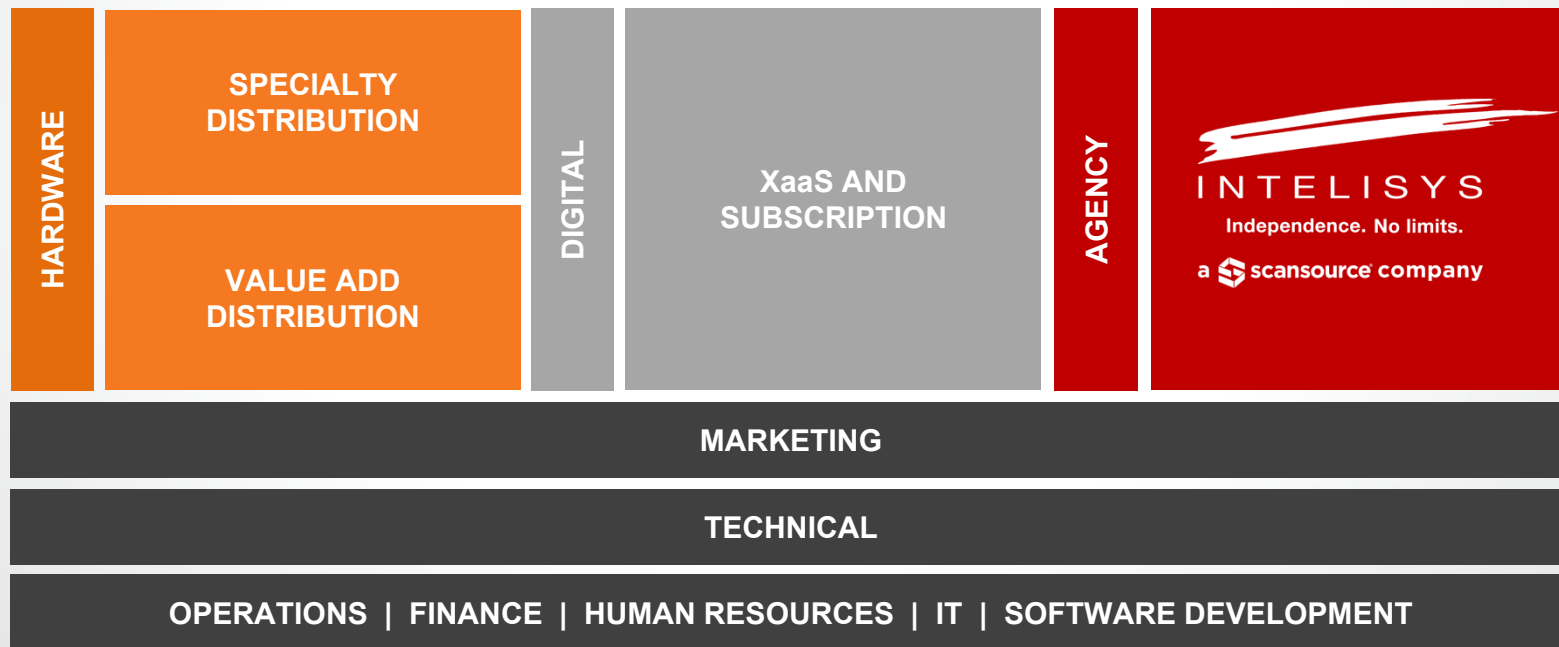 HARDWARE
SPECIALTY
DISTRIBUTION
VALUE ADD
DISTRIBUTION
DIGITAL
XaaS AND
SUBSCRIPTION
AGENCY
INTELISYS
Independence. No limits.
a scansource company
MARKETING
TECHNICAL
OPERATIONS | FINANCE | HUMAN RESOURCES | IT | SOFTWARE DEVELOPMENT